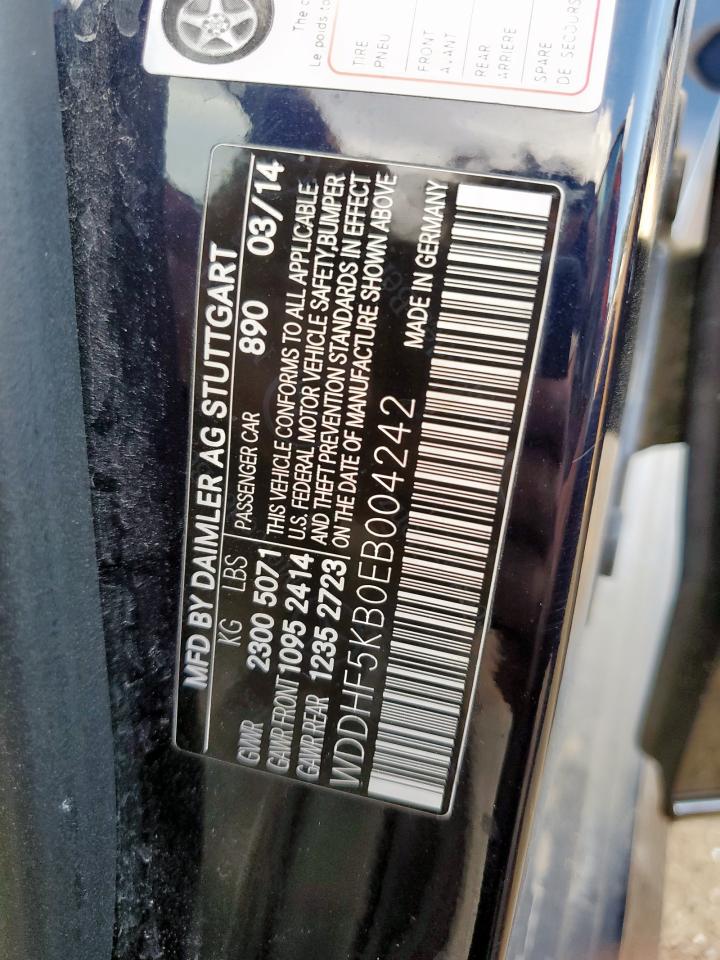 The c
Le poids to
TIRE
PNEU
FRONT
AVANT
REAR
ARRIERE
SPARE
DE SECOURS
MFD BY DAIMLER AG STUTTGART
KG LBS
GVWR 2300 5071
GAWR FRONT 1095 2414
GAWR REAR 1235 2723
PASSENGER CAR 890 03/14
THIS VEHICLE CONFORMS TO ALL APPLICABLE
U.S. FEDERAL MOTOR VEHICLE SAFETY,BUMPER
AND THEFT PREVENTION STANDARDS IN EFFECT
ON THE DATE OF MANUFACTURE SHOWN ABOVE
WDDHF5KB0EB004242 MADE IN GERMANY